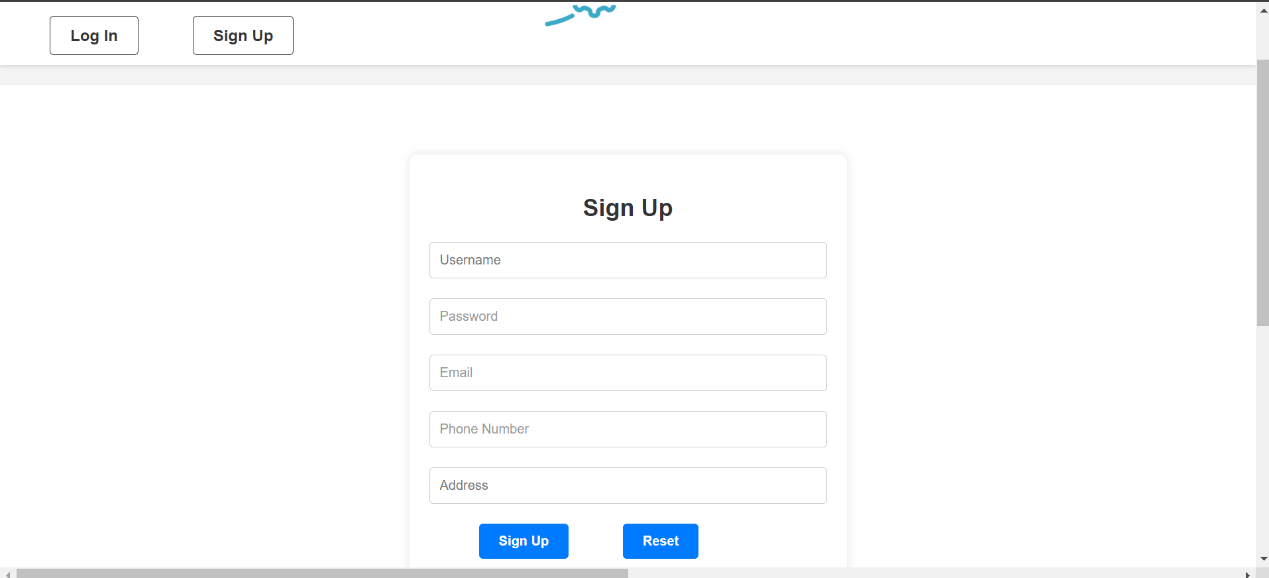 Log In Sign Up
Sign Up
Username
Password
Email
Phone Number
Address
Sign Up Reset